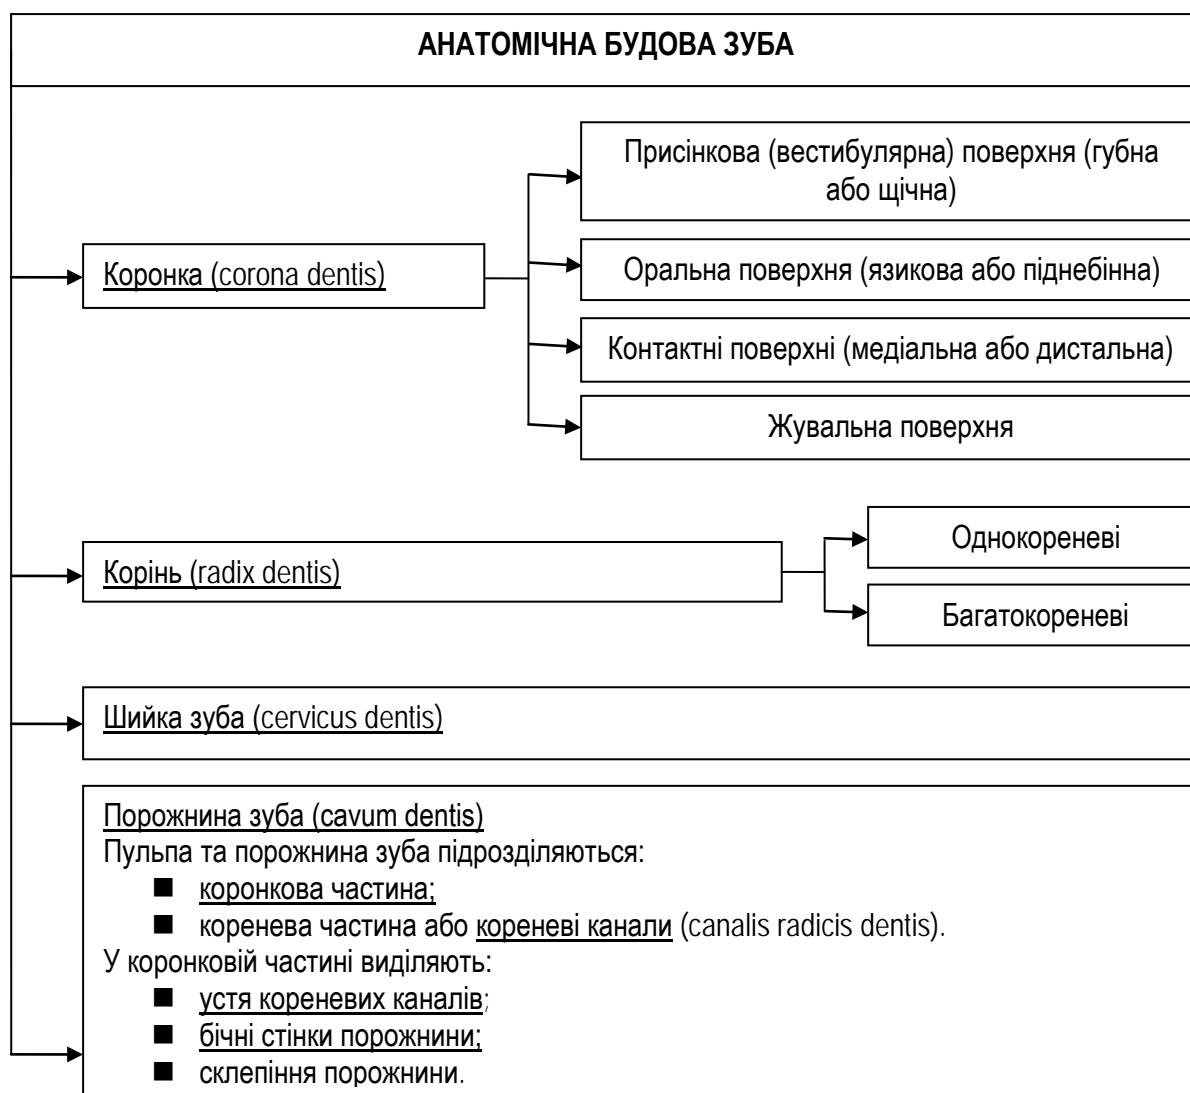 АНАТОМІЧНА БУДОВА ЗУБА
Присінкова (вестибулярна) поверхня (губна
або щічна)
Коронка (corona dentis)
Оральна поверхня (язикова або піднебінна)
Контактні поверхні (медіальна або дистальна)
Жувальна поверхня
Однокореневі
Корінь (radix dentis)
Багатокореневі
Шийка зуба (cervicus dentis)
Порожнина зуба (cavum dentis)
Пульпа та порожнина зуба підрозділяються:
■ коронкова частина;
■ коренева частина або кореневі канали (canalis radicis dentis).
У коронковій частині виділяють:
■ устя кореневих каналів;
■ бічні стінки порожнини;
■ склепіння порожнини.